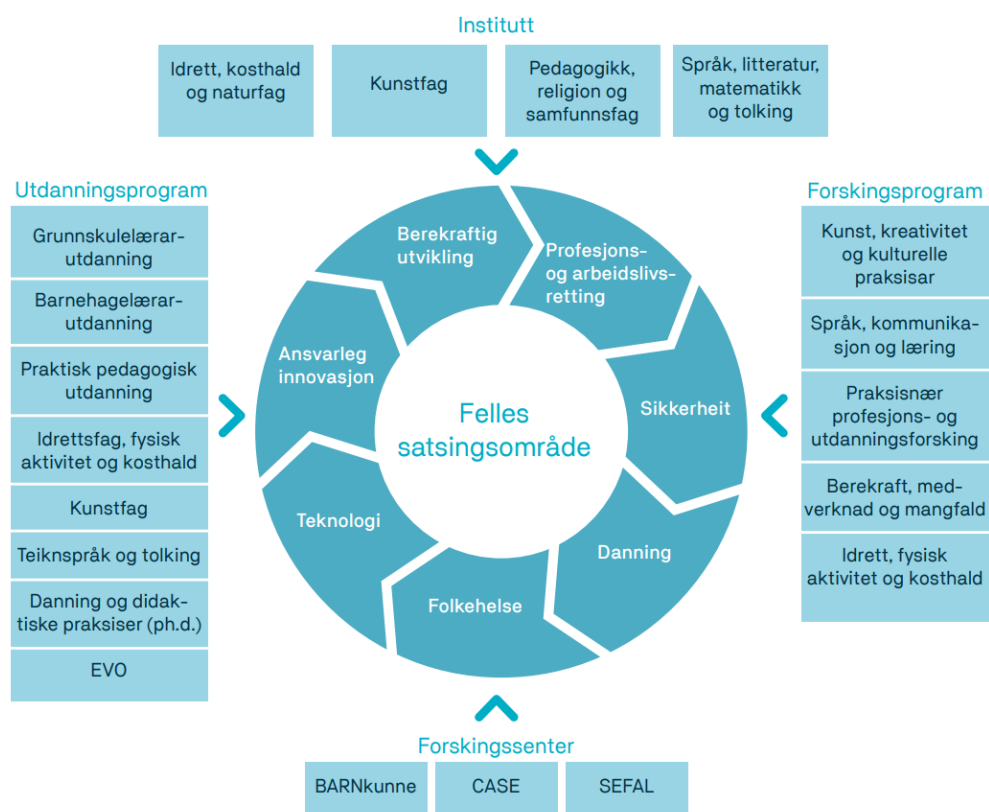 Institutt
Idrett, kosthald
og naturfag
Kunstfag
Pedagogikk,
religion og
samfunnsfag
Språk, litteratur,
matematikk
og tolking
Utdanningsprogram
Grunnskulelærar-
utdanning
Barnehagelærar-
utdanning
Praktisk pedagogisk
utdanning
Idrettsfag, fysisk
aktivitet og kosthald
Kunstfag
Teiknspråk og tolking
Danning og didak-
tiske praksiser (ph.d.)
EVO
Berekraftig
utvikling
Profesjons-
og arbeidslivs-
retting
Sikkerheit
Danning
Folkehelse
Teknologi
Ansvarleg
innovasjon
Felles
satsingsområde
Forskingsprogram
Kunst, kreativitet
og kulturelle
praksisar
Språk, kommunika-
sjon og læring
Praksisnær
profesjons- og
utdanningsforsking
Berekraft, med-
verknad og mangfald
Idrett, fysisk
aktivitet og kosthald
Forskingssenter
BARNkunne
CASE
SEFAL